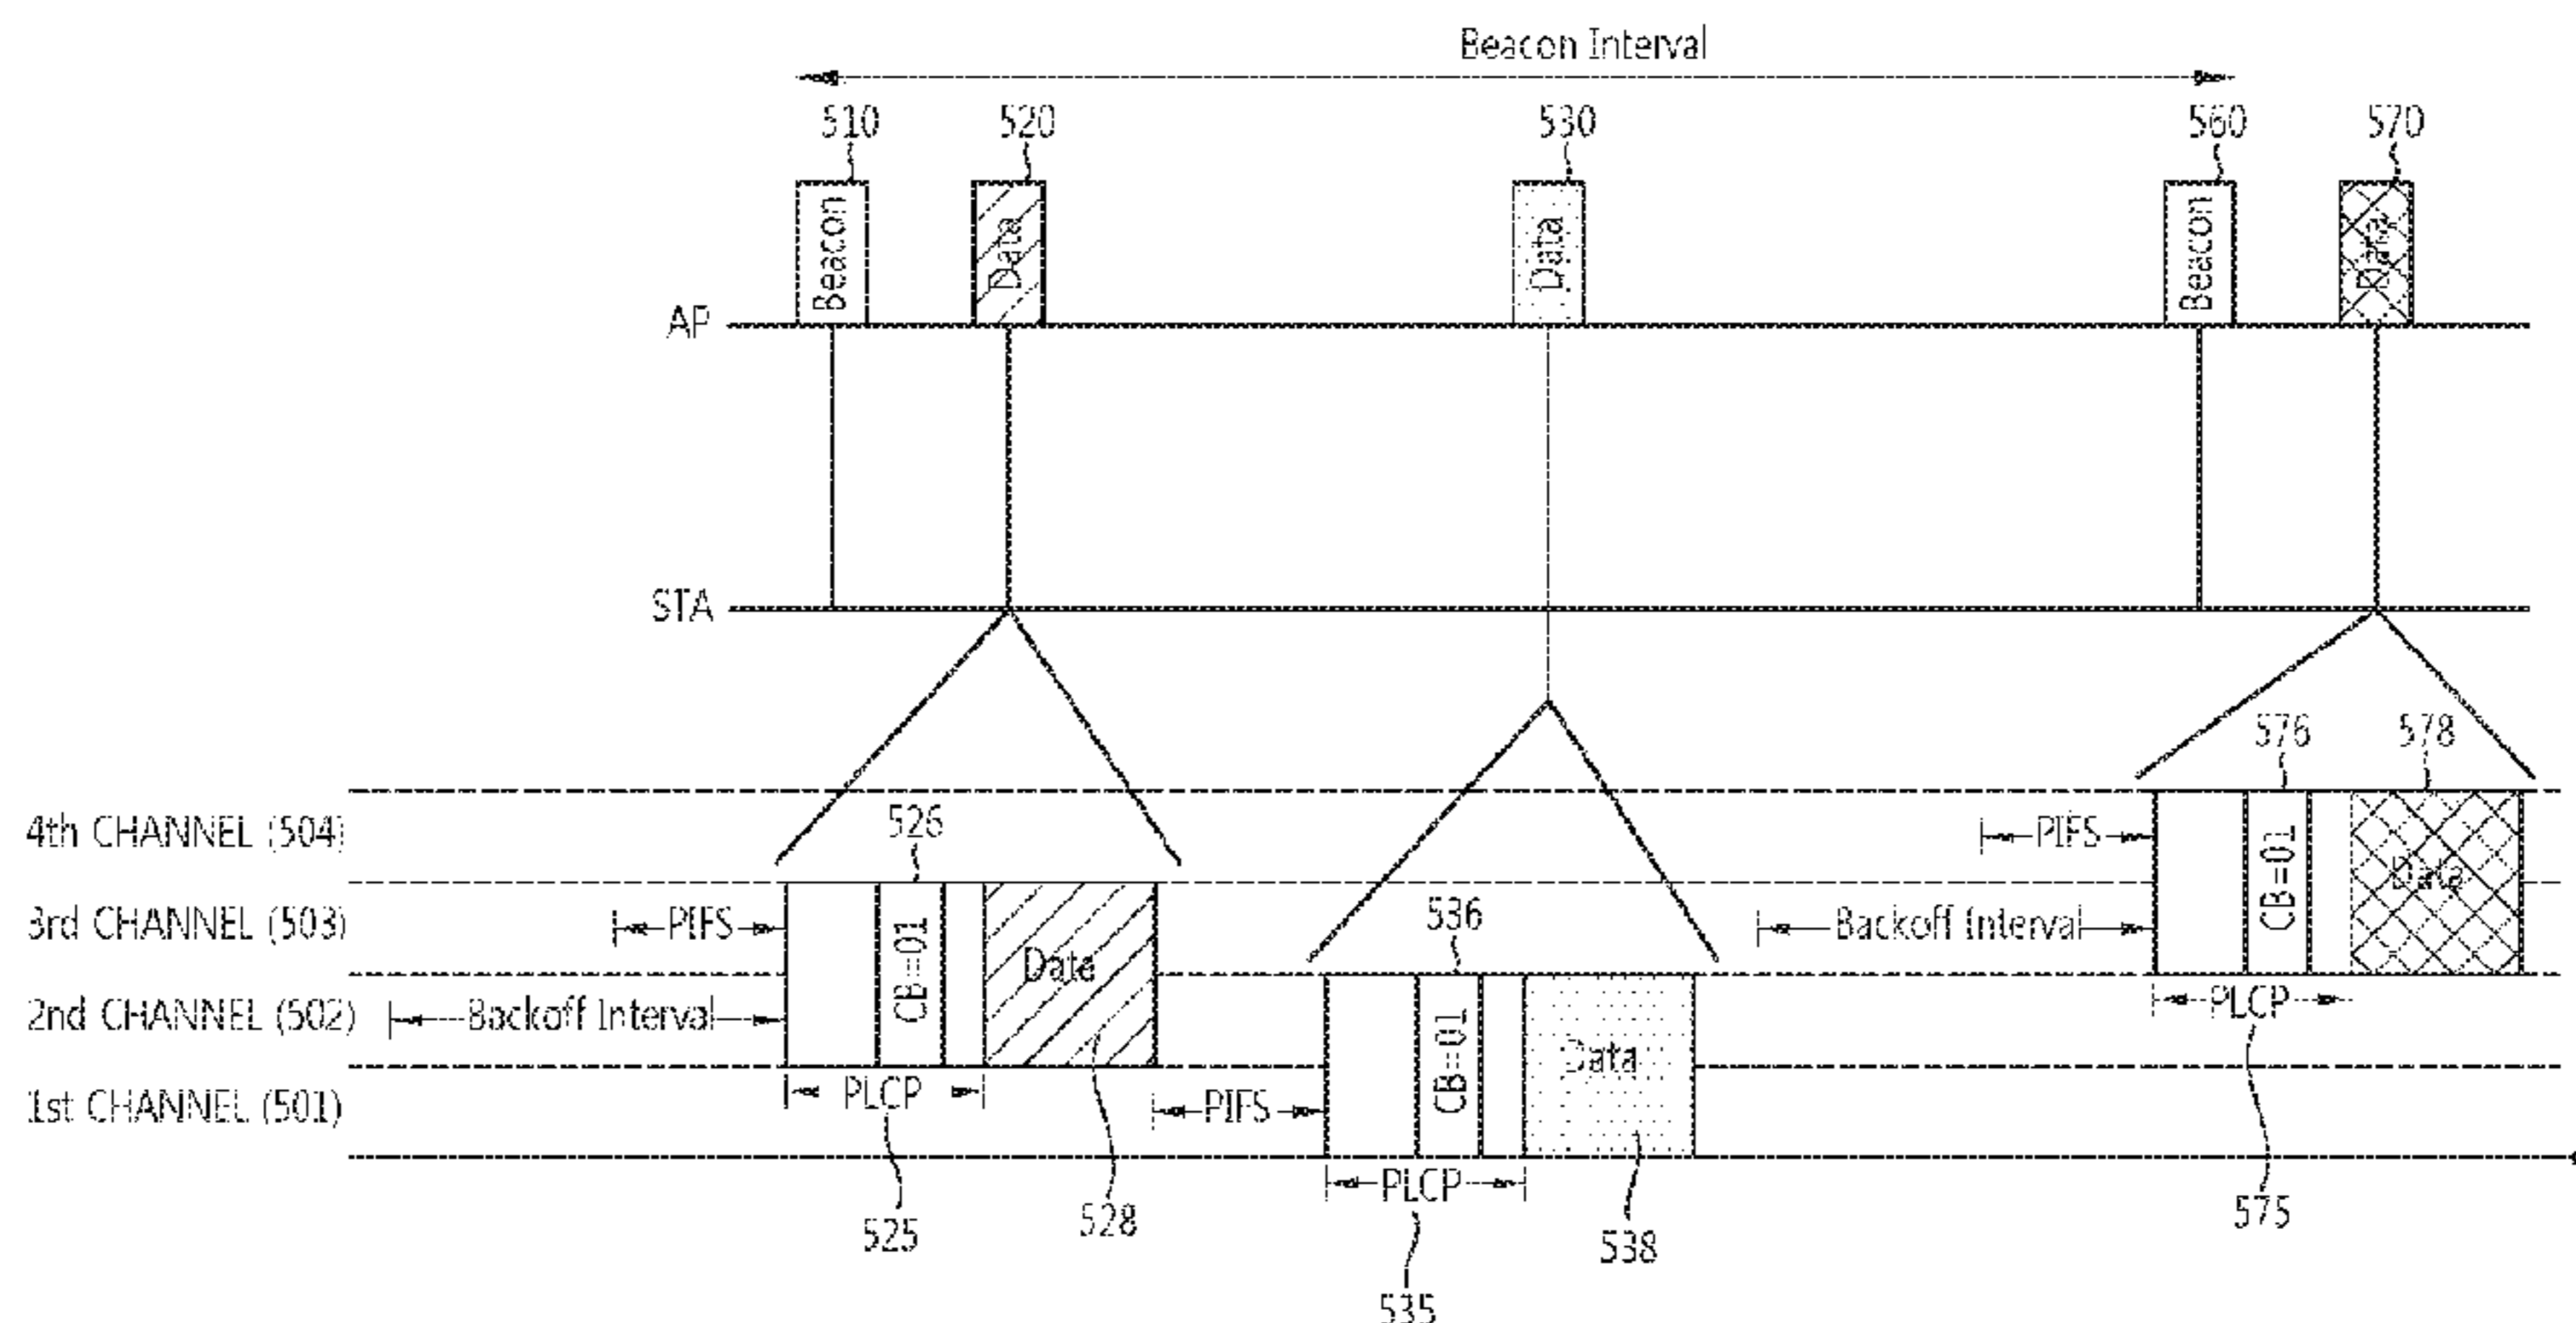 Beacon Interval
510 520 530 560 570
Beacon Data Data Beacon Data
AP
STA
576 578
526
4th CHANNEL (504) PIFS CB=01 Data
536
3rd CHANNEL (503) PIFS CB=01 Data Backoff Interval
2nd CHANNEL (502) Backoff Interval CB=01 Data PLCP
1st CHANNEL (501) PLCP PIFS
PLCP
525 528 538 575
535